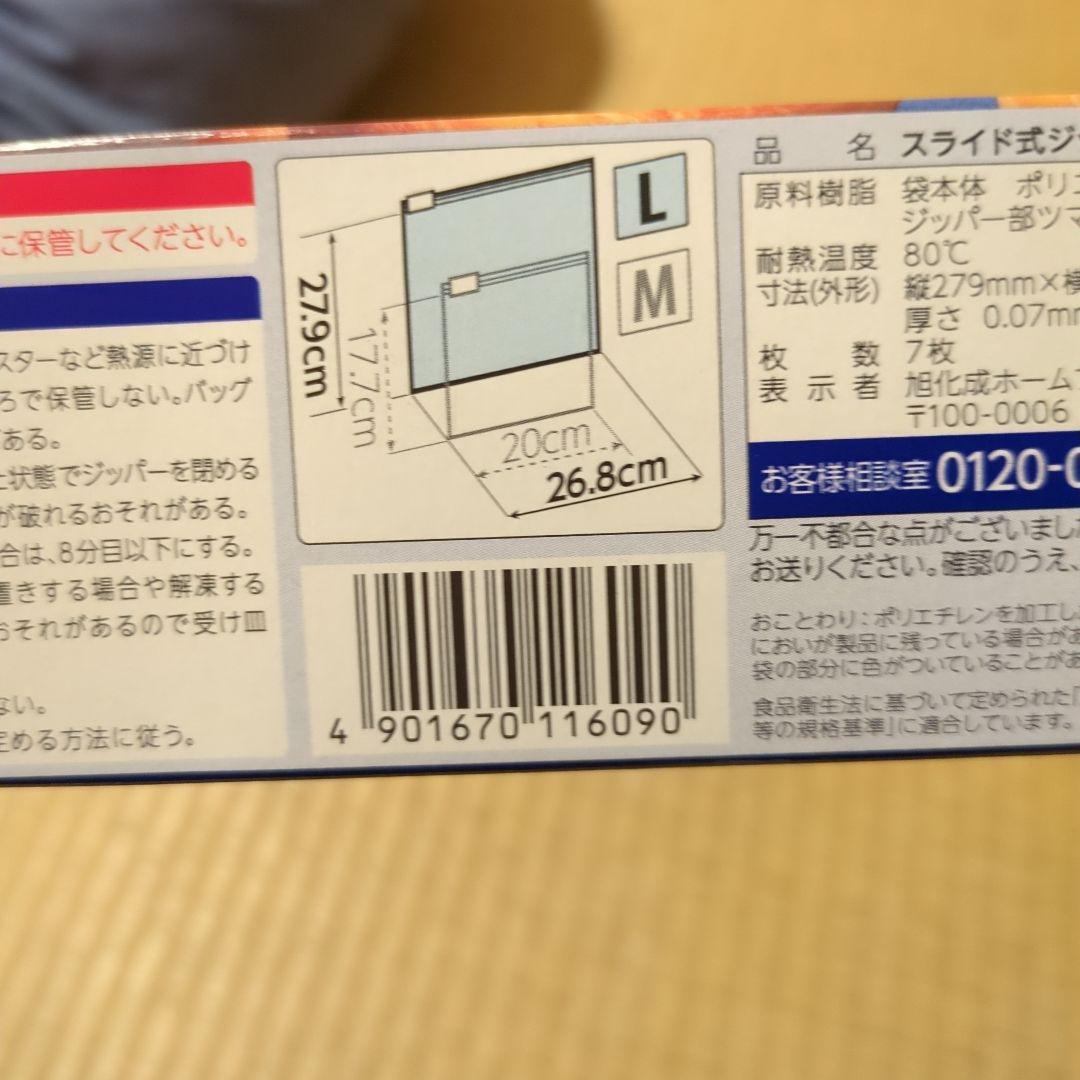 に保管してください。
スターなど熱源に近づけ
ろで保管しない。バッグ
がある。
た状態でジッパーを閉める
が破れるおそれがある。
合は、8分目以下にする。
置きする場合や解凍する
おそれがあるので受け皿
ない。
定める方法に従う。
L
M
27.9cm
17.7cm
20cm
26.8cm
4 901670 116090
品名 スライド式ジ
原料樹脂 袋本体 ポリエ
ジッパー部ツマ
耐熱温度 80℃
寸法(外形) 縦279mm×横
厚さ 0.07mm
枚数 7枚
表示者 旭化成ホームプ
〒100-0006
お客様相談室 0120-0
万一不都合な点がございまし
お送りください。確認のうえ、
おことわり:ポリエチレンを加工し
においが製品に残っている場合があ
袋の部分に色がついていることがあ
食品衛生法に基づいて定められた「
等の規格基準」に適合しています。